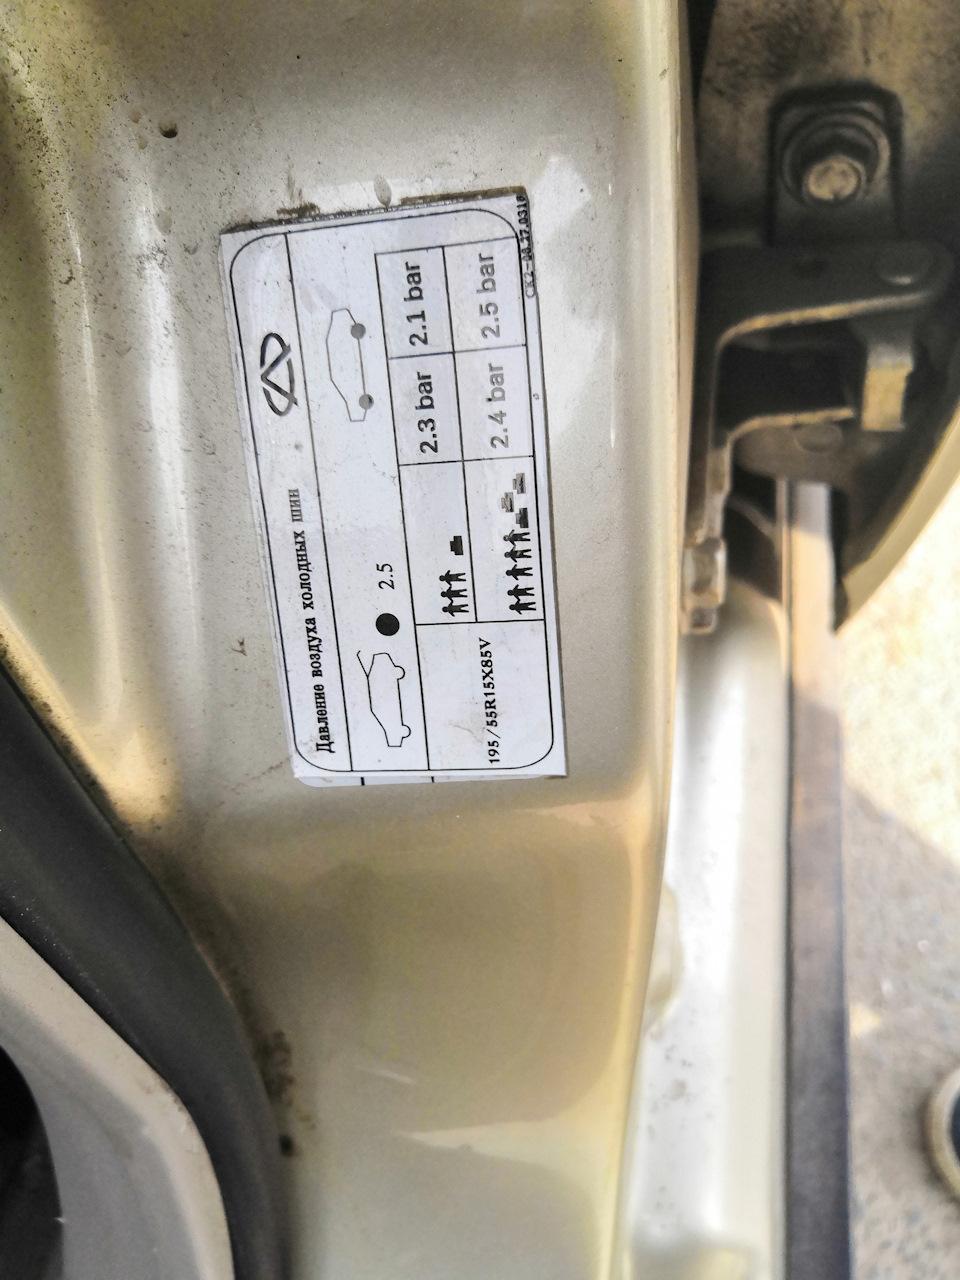 Давление воздуха холодных шин
2.5
2.3 bar 2.1 bar
195/55R15X85V
2.4 bar 2.5 bar